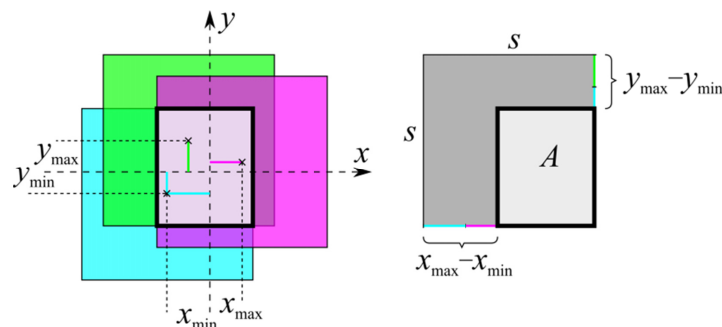 y
x
y_max
y_min
x_min
x_max
s
s
y_max−y_min
A
x_max−x_min